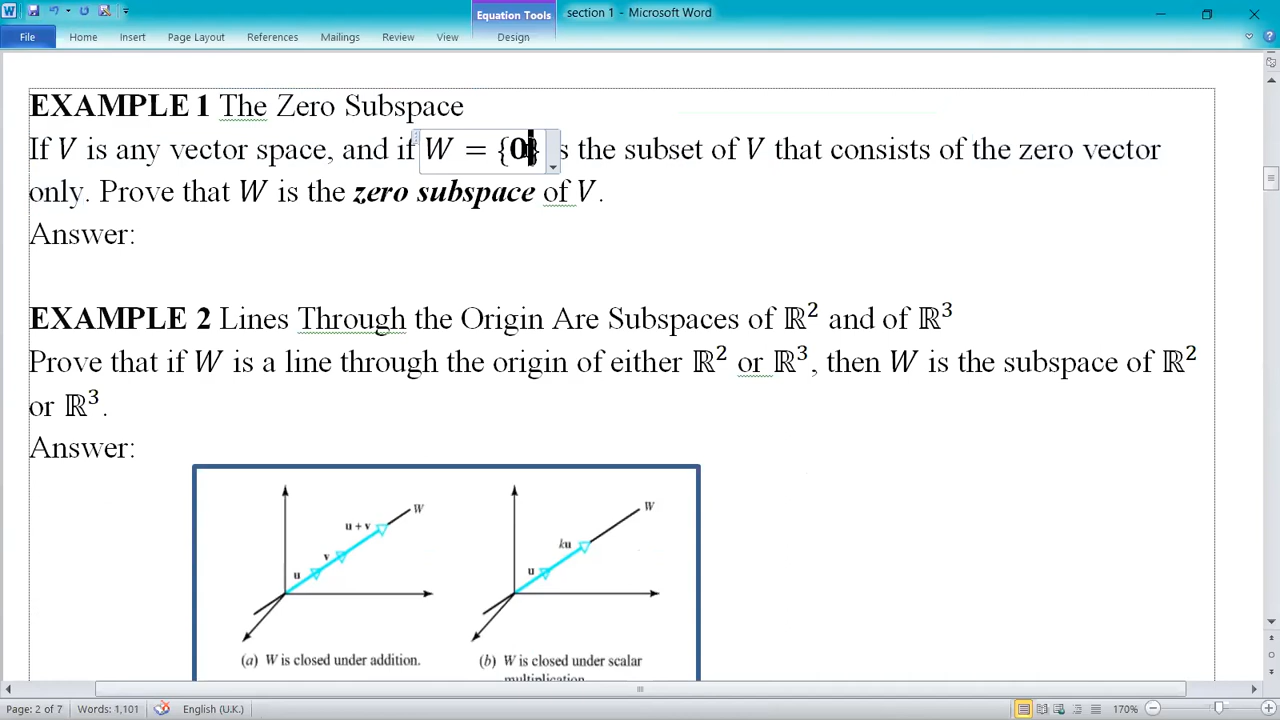 section 1 - Microsoft Word
Equation Tools
File Home Insert Page Layout References Mailings Review View Design
EXAMPLE 1 The Zero Subspace
If V is any vector space, and if W = {0} is the subset of V that consists of the zero vector
only. Prove that W is the zero subspace of V.
Answer:
EXAMPLE 2 Lines Through the Origin Are Subspaces of ℝ² and of ℝ³
Prove that if W is a line through the origin of either ℝ² or ℝ³, then W is the subspace of ℝ²
or ℝ³.
Answer:
W
u + v
v
u
(a) W is closed under addition.
W
ku
u
(b) W is closed under scalar
multiplication
Page: 2 of 7 Words: 1,101 English (U.K.) 170%